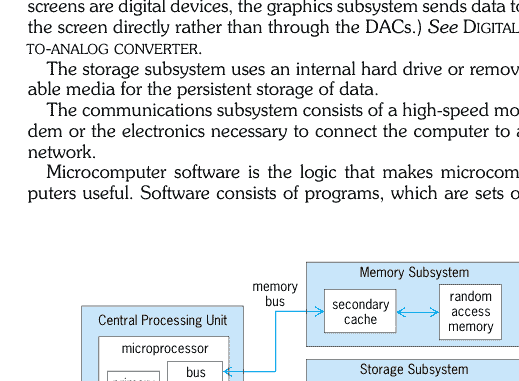 screens are digital devices, the graphics subsystem sends data to
the screen directly rather than through the DACs.) See DIGITAL
TO-ANALOG CONVERTER.
The storage subsystem uses an internal hard drive or remov
able media for the persistent storage of data.
The communications subsystem consists of a high-speed mo
dem or the electronics necessary to connect the computer to a
network.
Microcomputer software is the logic that makes microcom
puters useful. Software consists of programs, which are sets o
Memory Subsystem
memory
bus
secondary
cache
random
access
memory
Central Processing Unit
microprocessor
bus
primary
Storage Subsystem